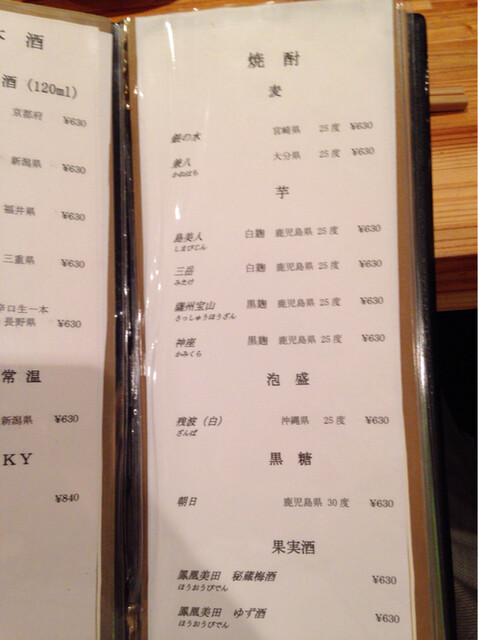 本 酒
酒 (120ml)
京都府 ¥630
新潟県 ¥630
福井県 ¥630
三重県 ¥630
辛口生一本
長野県 ¥630
常 温
新潟県 ¥630
KY
¥840
焼 酎
麦
銀の水 宮崎県 25度 ¥630
兼八 大分県 25度 ¥630
かねはち
芋
島美人 白麹 鹿児島県 25度 ¥630
しまびじん
三岳 白麹 鹿児島県 25度 ¥630
みたけ
薩州宝山 黒麹 鹿児島県 25度 ¥630
さっしゅうほうざん
神座 黒麹 鹿児島県 25度 ¥630
かみくら
泡 盛
残波(白) 沖縄県 25度 ¥630
ざんぱ
黒 糖
朝日 鹿児島県 30度 ¥630
果実酒
鳳凰美田 秘蔵梅酒 ¥630
ほうおうびでん
鳳凰美田 ゆず酒 ¥630
ほうおうびでん